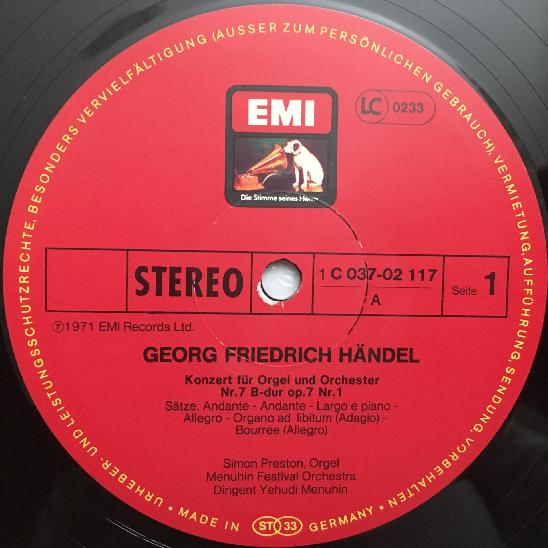 URHEBER- UND LEISTUNGSSCHUTZRECHTE, BESONDERS VERVIELFÄLTIGUNG (AUSSER ZUM PERSÖNLICHEN GEBRAUCH), VERMIETUNG, AUFFÜHRUNG, SENDUNG, VORBEHALTEN
EMI
LC 0233
Die Stimme seines Herrn
STEREO
1 C 037-02 117
A
Seite 1
Ⓟ1971 EMI Records Ltd.
GEORG FRIEDRICH HÄNDEL
Konzert für Orgel und Orchester
Nr.7 B-dur op.7 Nr.1
Sätze: Andante - Andante - Largo e piano -
Allegro - Organo ad libitum (Adagio) -
Bourrée (Allegro)
Simon Preston, Orgel
Menuhin Festival Orchestra
Dirigent Yehudi Menuhin
• MADE IN ST 33 GERMANY •